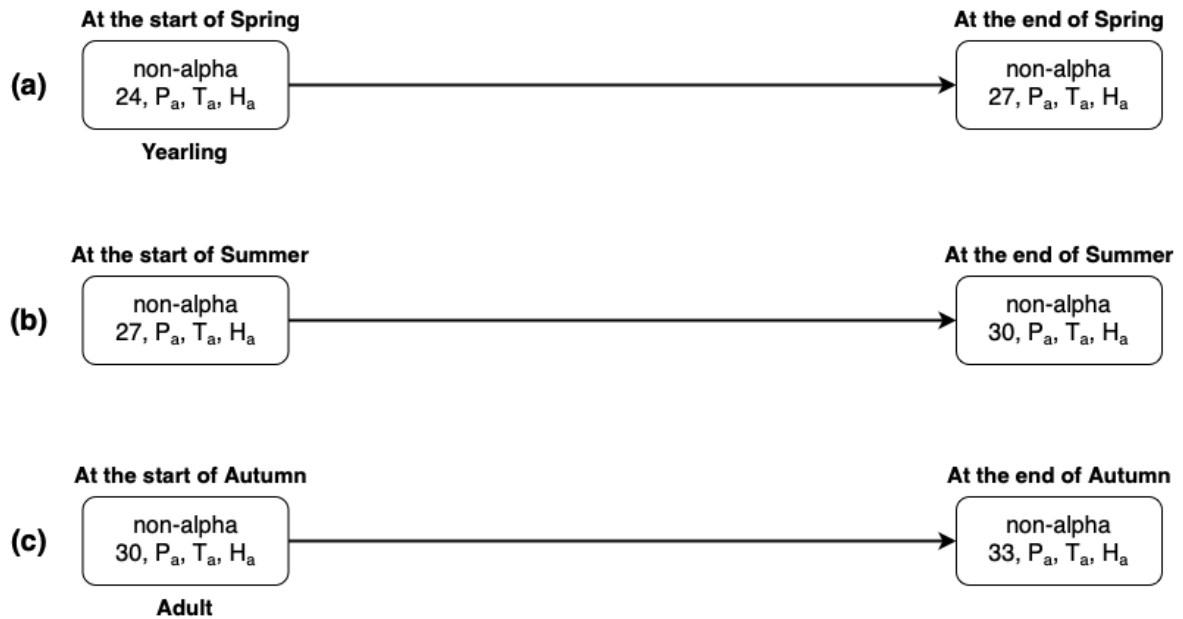 At the start of Spring
At the end of Spring
(a)
non-alpha
24, Pₐ, Tₐ, Hₐ
non-alpha
27, Pₐ, Tₐ, Hₐ
Yearling
At the start of Summer
At the end of Summer
(b)
non-alpha
27, Pₐ, Tₐ, Hₐ
non-alpha
30, Pₐ, Tₐ, Hₐ
At the start of Autumn
At the end of Autumn
(c)
non-alpha
30, Pₐ, Tₐ, Hₐ
non-alpha
33, Pₐ, Tₐ, Hₐ
Adult